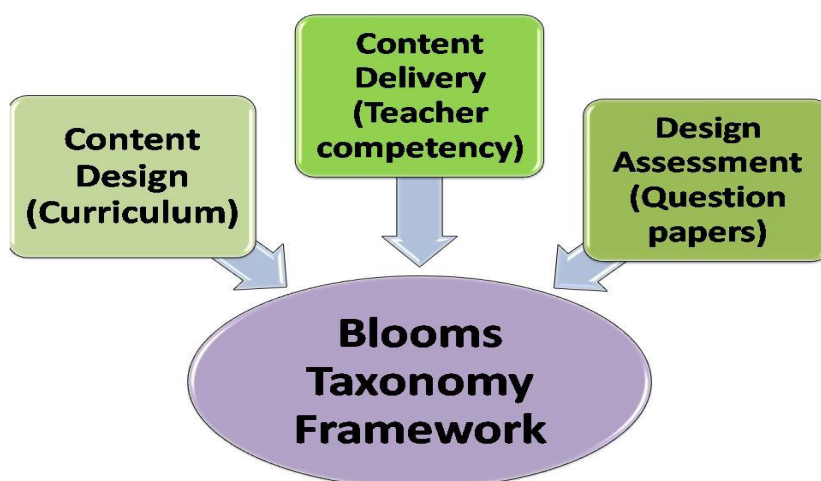 Content
Design
(Curriculum)
Content
Delivery
(Teacher
competency)
Design
Assessment
(Question
papers)
Blooms
Taxonomy
Framework